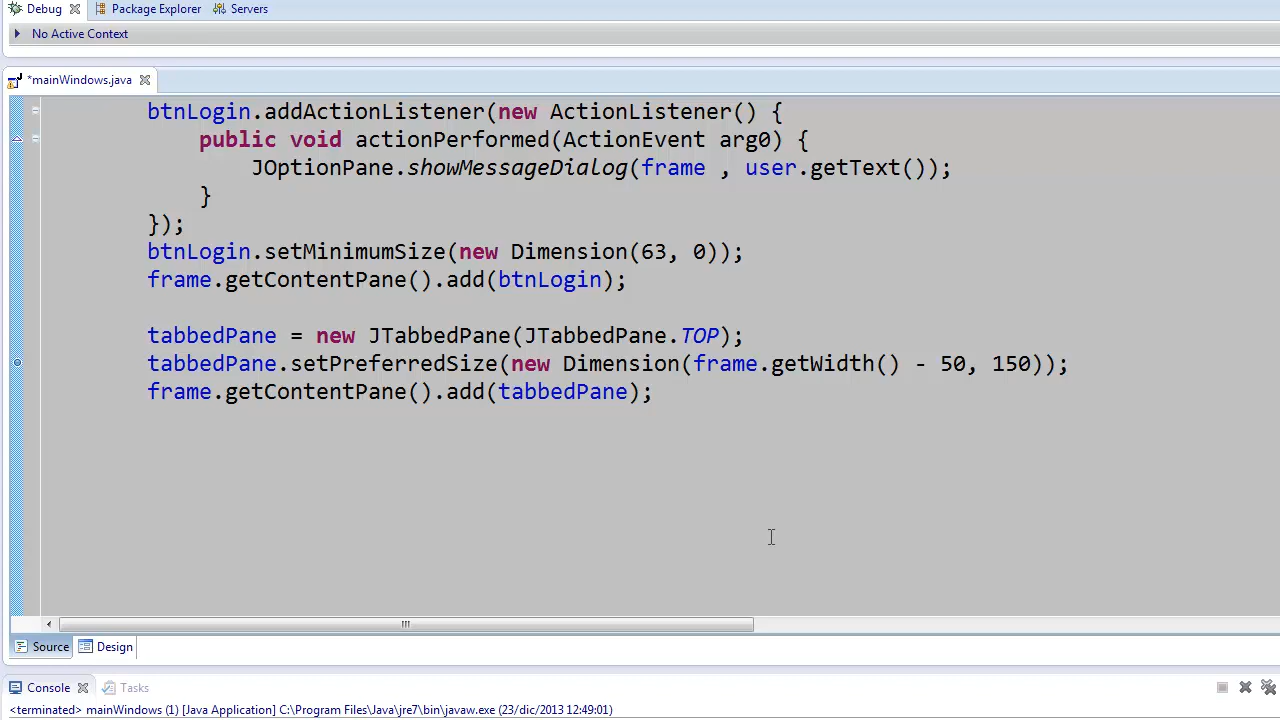 Debug Package Explorer Servers
No Active Context
*mainWindows.java
btnLogin.addActionListener(new ActionListener() {
public void actionPerformed(ActionEvent arg0) {
JOptionPane.showMessageDialog(frame , user.getText());
}
});
btnLogin.setMinimumSize(new Dimension(63, 0));
frame.getContentPane().add(btnLogin);
tabbedPane = new JTabbedPane(JTabbedPane.TOP);
tabbedPane.setPreferredSize(new Dimension(frame.getWidth() - 50, 150));
frame.getContentPane().add(tabbedPane);
Source Design
Console Tasks
<terminated> mainWindows (1) [Java Application] C:\Program Files\Java\jre7\bin\javaw.exe (23/dic/2013 12:49:01)